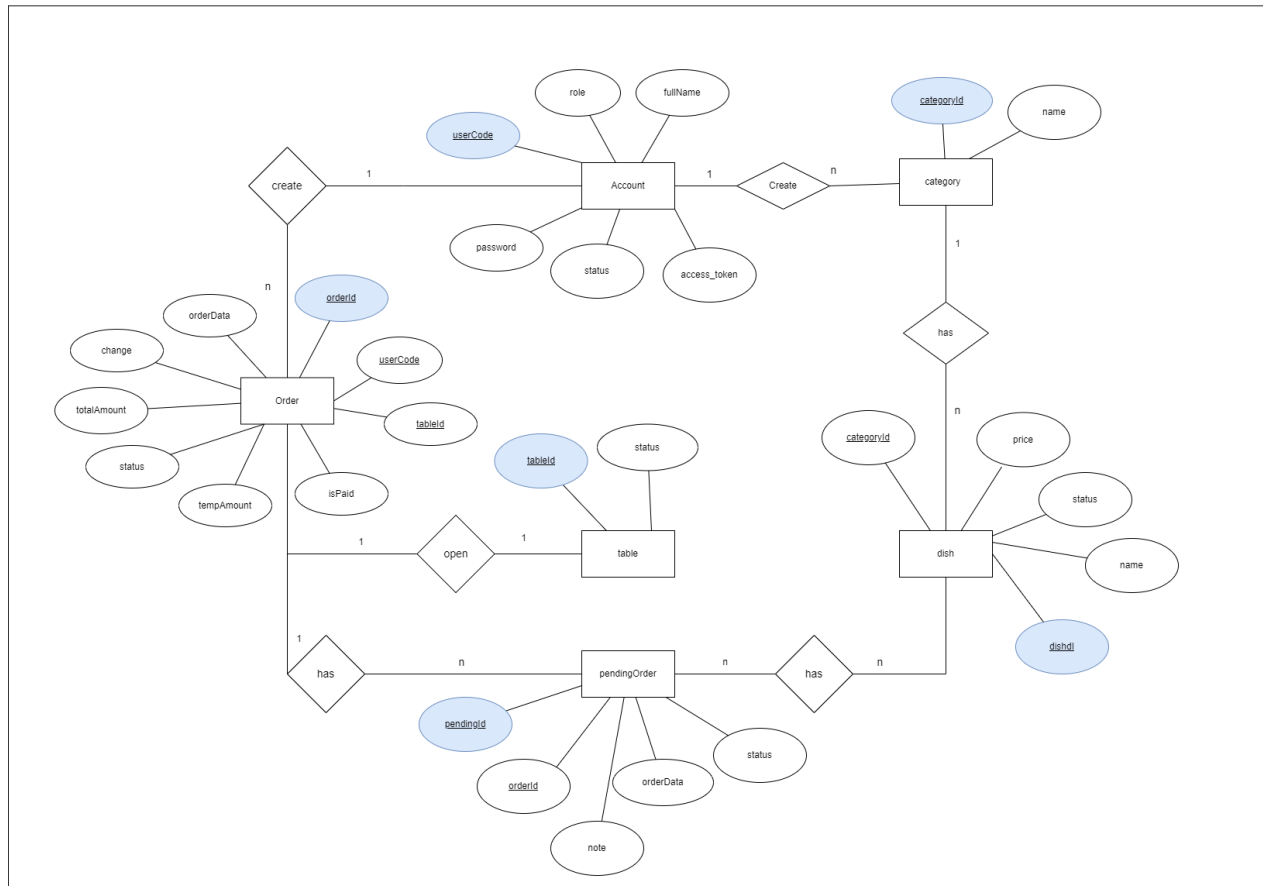 role
fullName
categoryId
name
userCode
create
1
Account
1
Create
n
category
password
status
access_token
1
n
orderId
orderData
has
change
userCode
Order
totalAmount
tableId
n
categoryId
price
status
tableId
status
isPaid
tempAmount
status
1
open
1
table
dish
name
1
has
n
pendingOrder
n
has
n
dishdI
pendingId
status
orderId
orderData
note